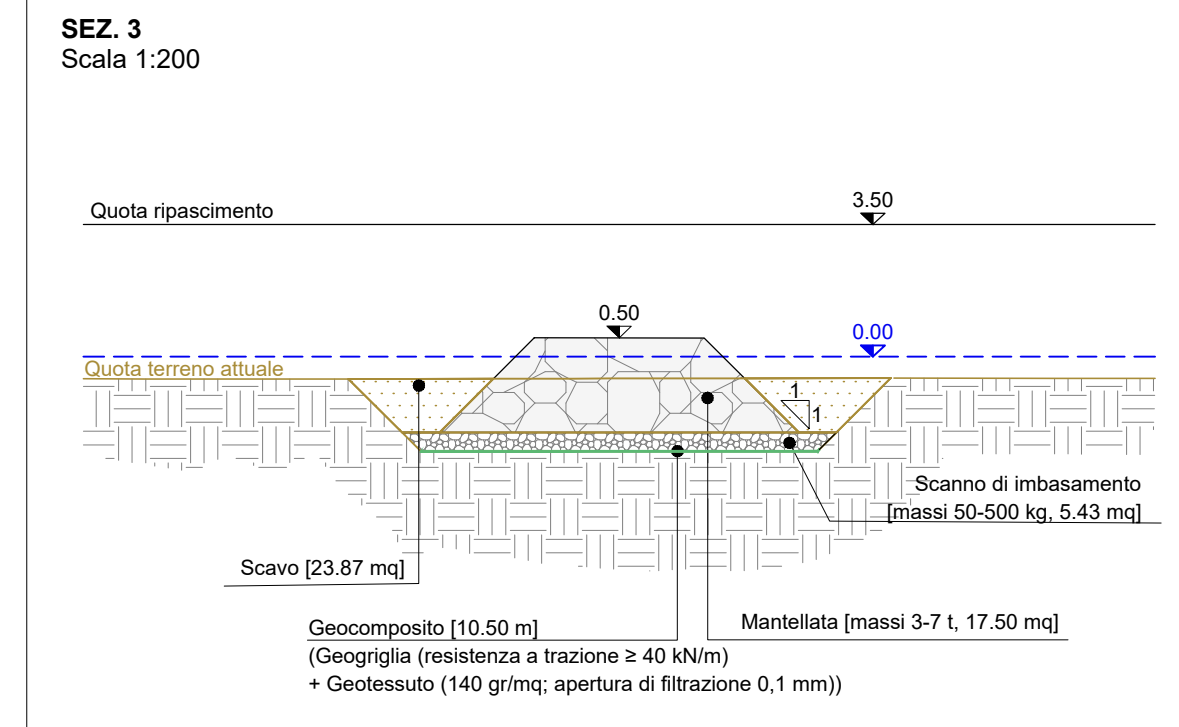 SEZ. 3
Scala 1:200
Quota ripascimento
3.50
0.50
0.00
Quota terreno attuale
1
1
Scanno di imbasamento
[massi 50-500 kg, 5.43 mq]
Scavo [23.87 mq]
Geocomposito [10.50 m]
(Geogriglia (resistenza a trazione ≥ 40 kN/m)
+ Geotessuto (140 gr/mq; apertura di filtrazione 0,1 mm))
Mantellata [massi 3-7 t, 17.50 mq]